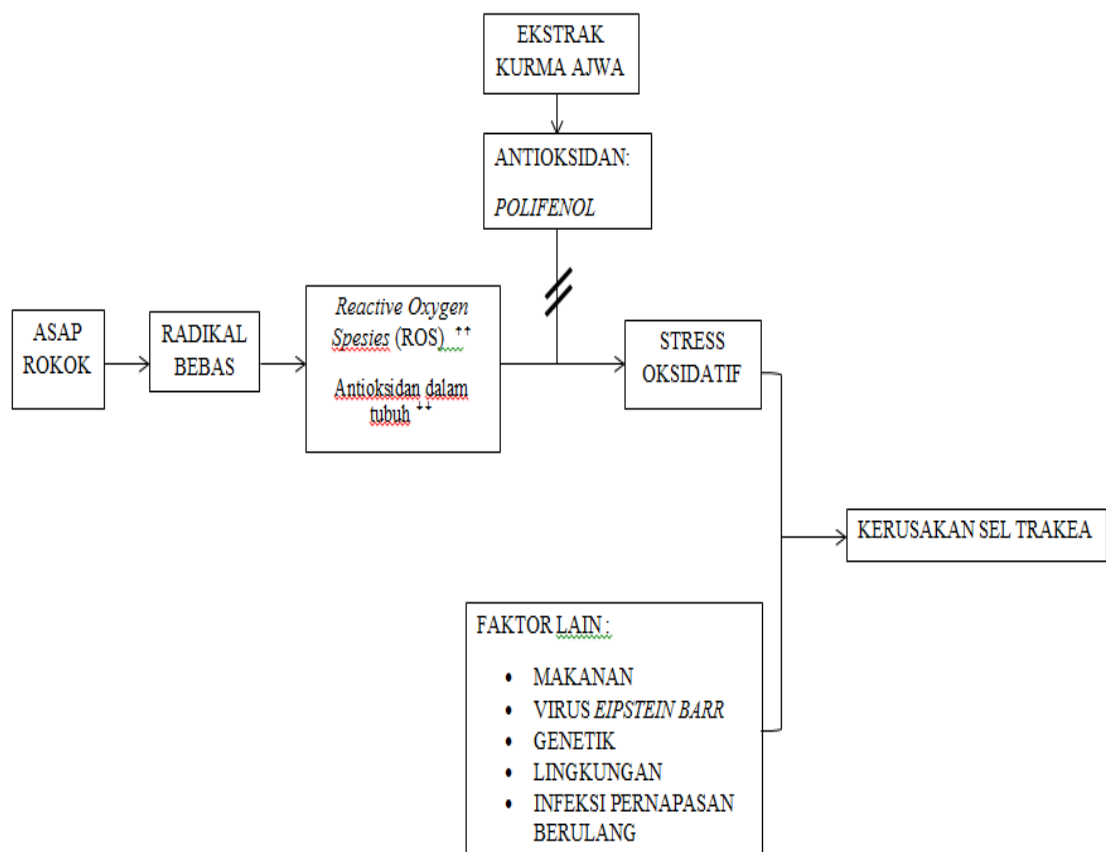 EKSTRAK
KURMA AJWA
ANTIOKSIDAN:
POLIFENOL
ASAP
ROKOK
RADIKAL
BEBAS
Reactive Oxygen
Spesies (ROS) ↑↑
Antioksidan dalam
tubuh ↓↓
STRESS
OKSIDATIF
KERUSAKAN SEL TRAKEA
FAKTOR LAIN :
• MAKANAN
• VIRUS EIPSTEIN BARR
• GENETIK
• LINGKUNGAN
• INFEKSI PERNAPASAN
BERULANG